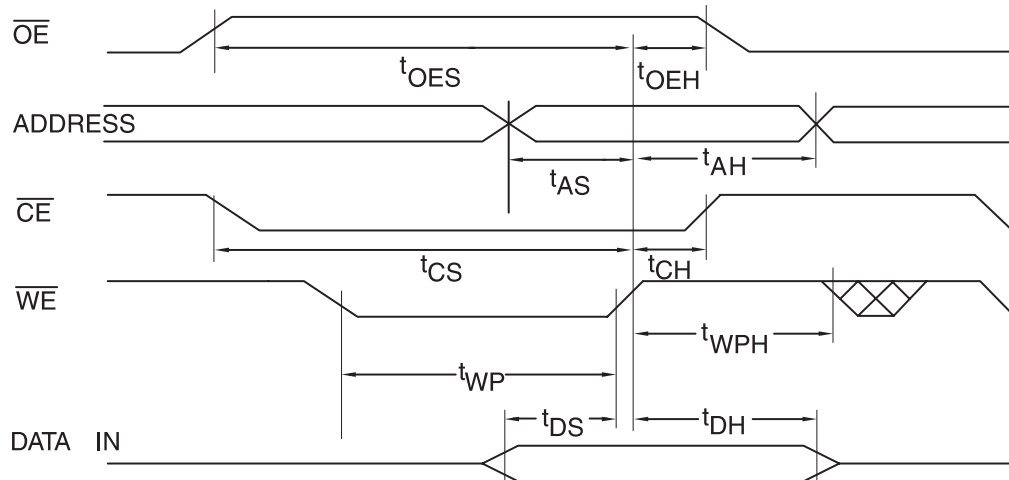 OE
tOES
tOEH
ADDRESS
tAS
tAH
CE
tCS
tCH
WE
tWPH
tWP
tDS
tDH
DATA IN